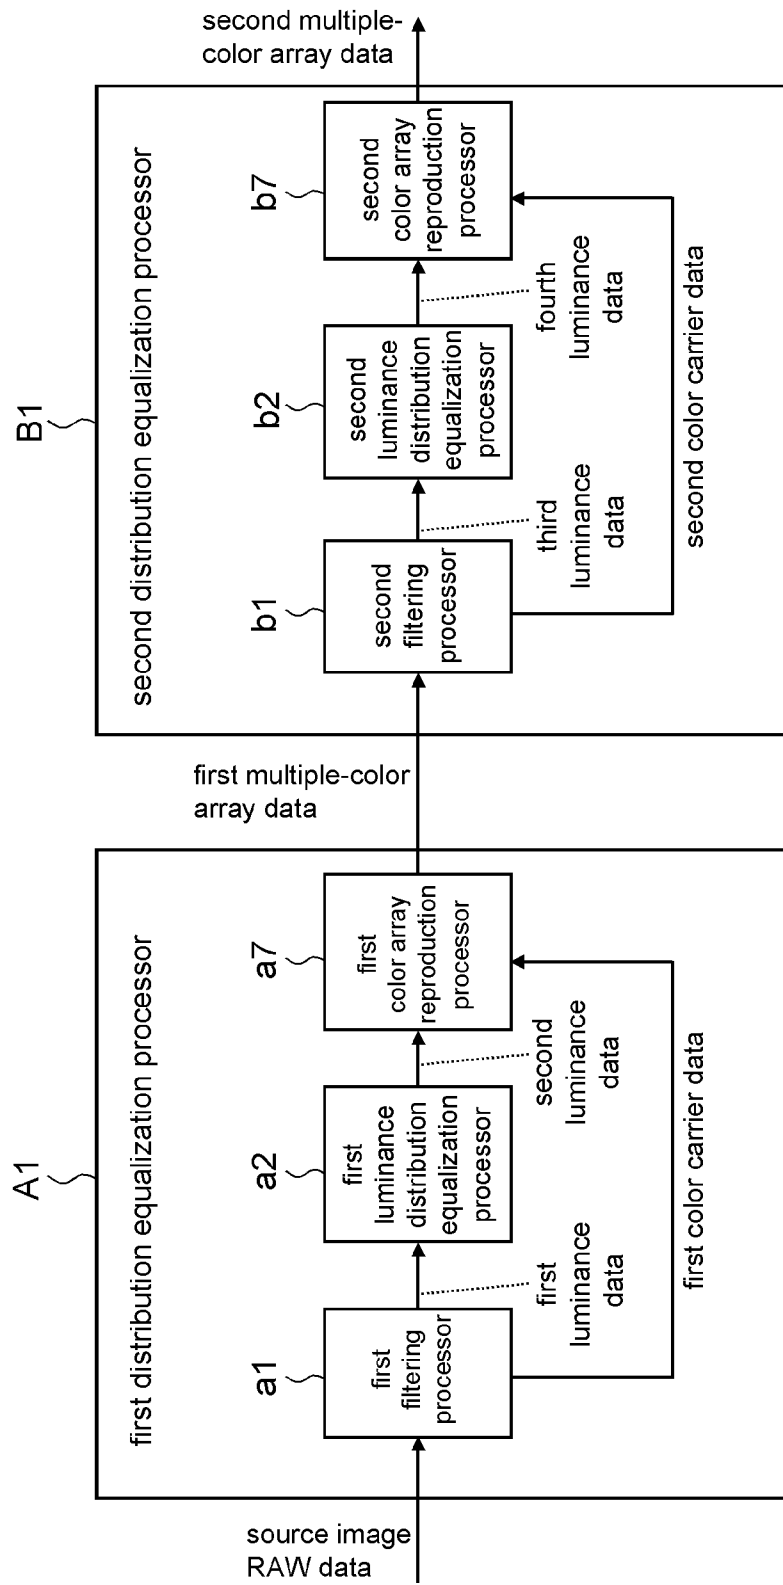 A1
first distribution equalization processor
source image
RAW data
a1
first
filtering
processor
first
luminance
data
a2
first
luminance
distribution
equalization
processor
second
luminance
data
a7
first
color array
reproduction
processor
first color carrier data
first multiple-color
array data
B1
second distribution equalization processor
b1
second
filtering
processor
third
luminance
data
b2
second
luminance
distribution
equalization
processor
fourth
luminance
data
b7
second
color array
reproduction
processor
second color carrier data
second multiple-
color array data